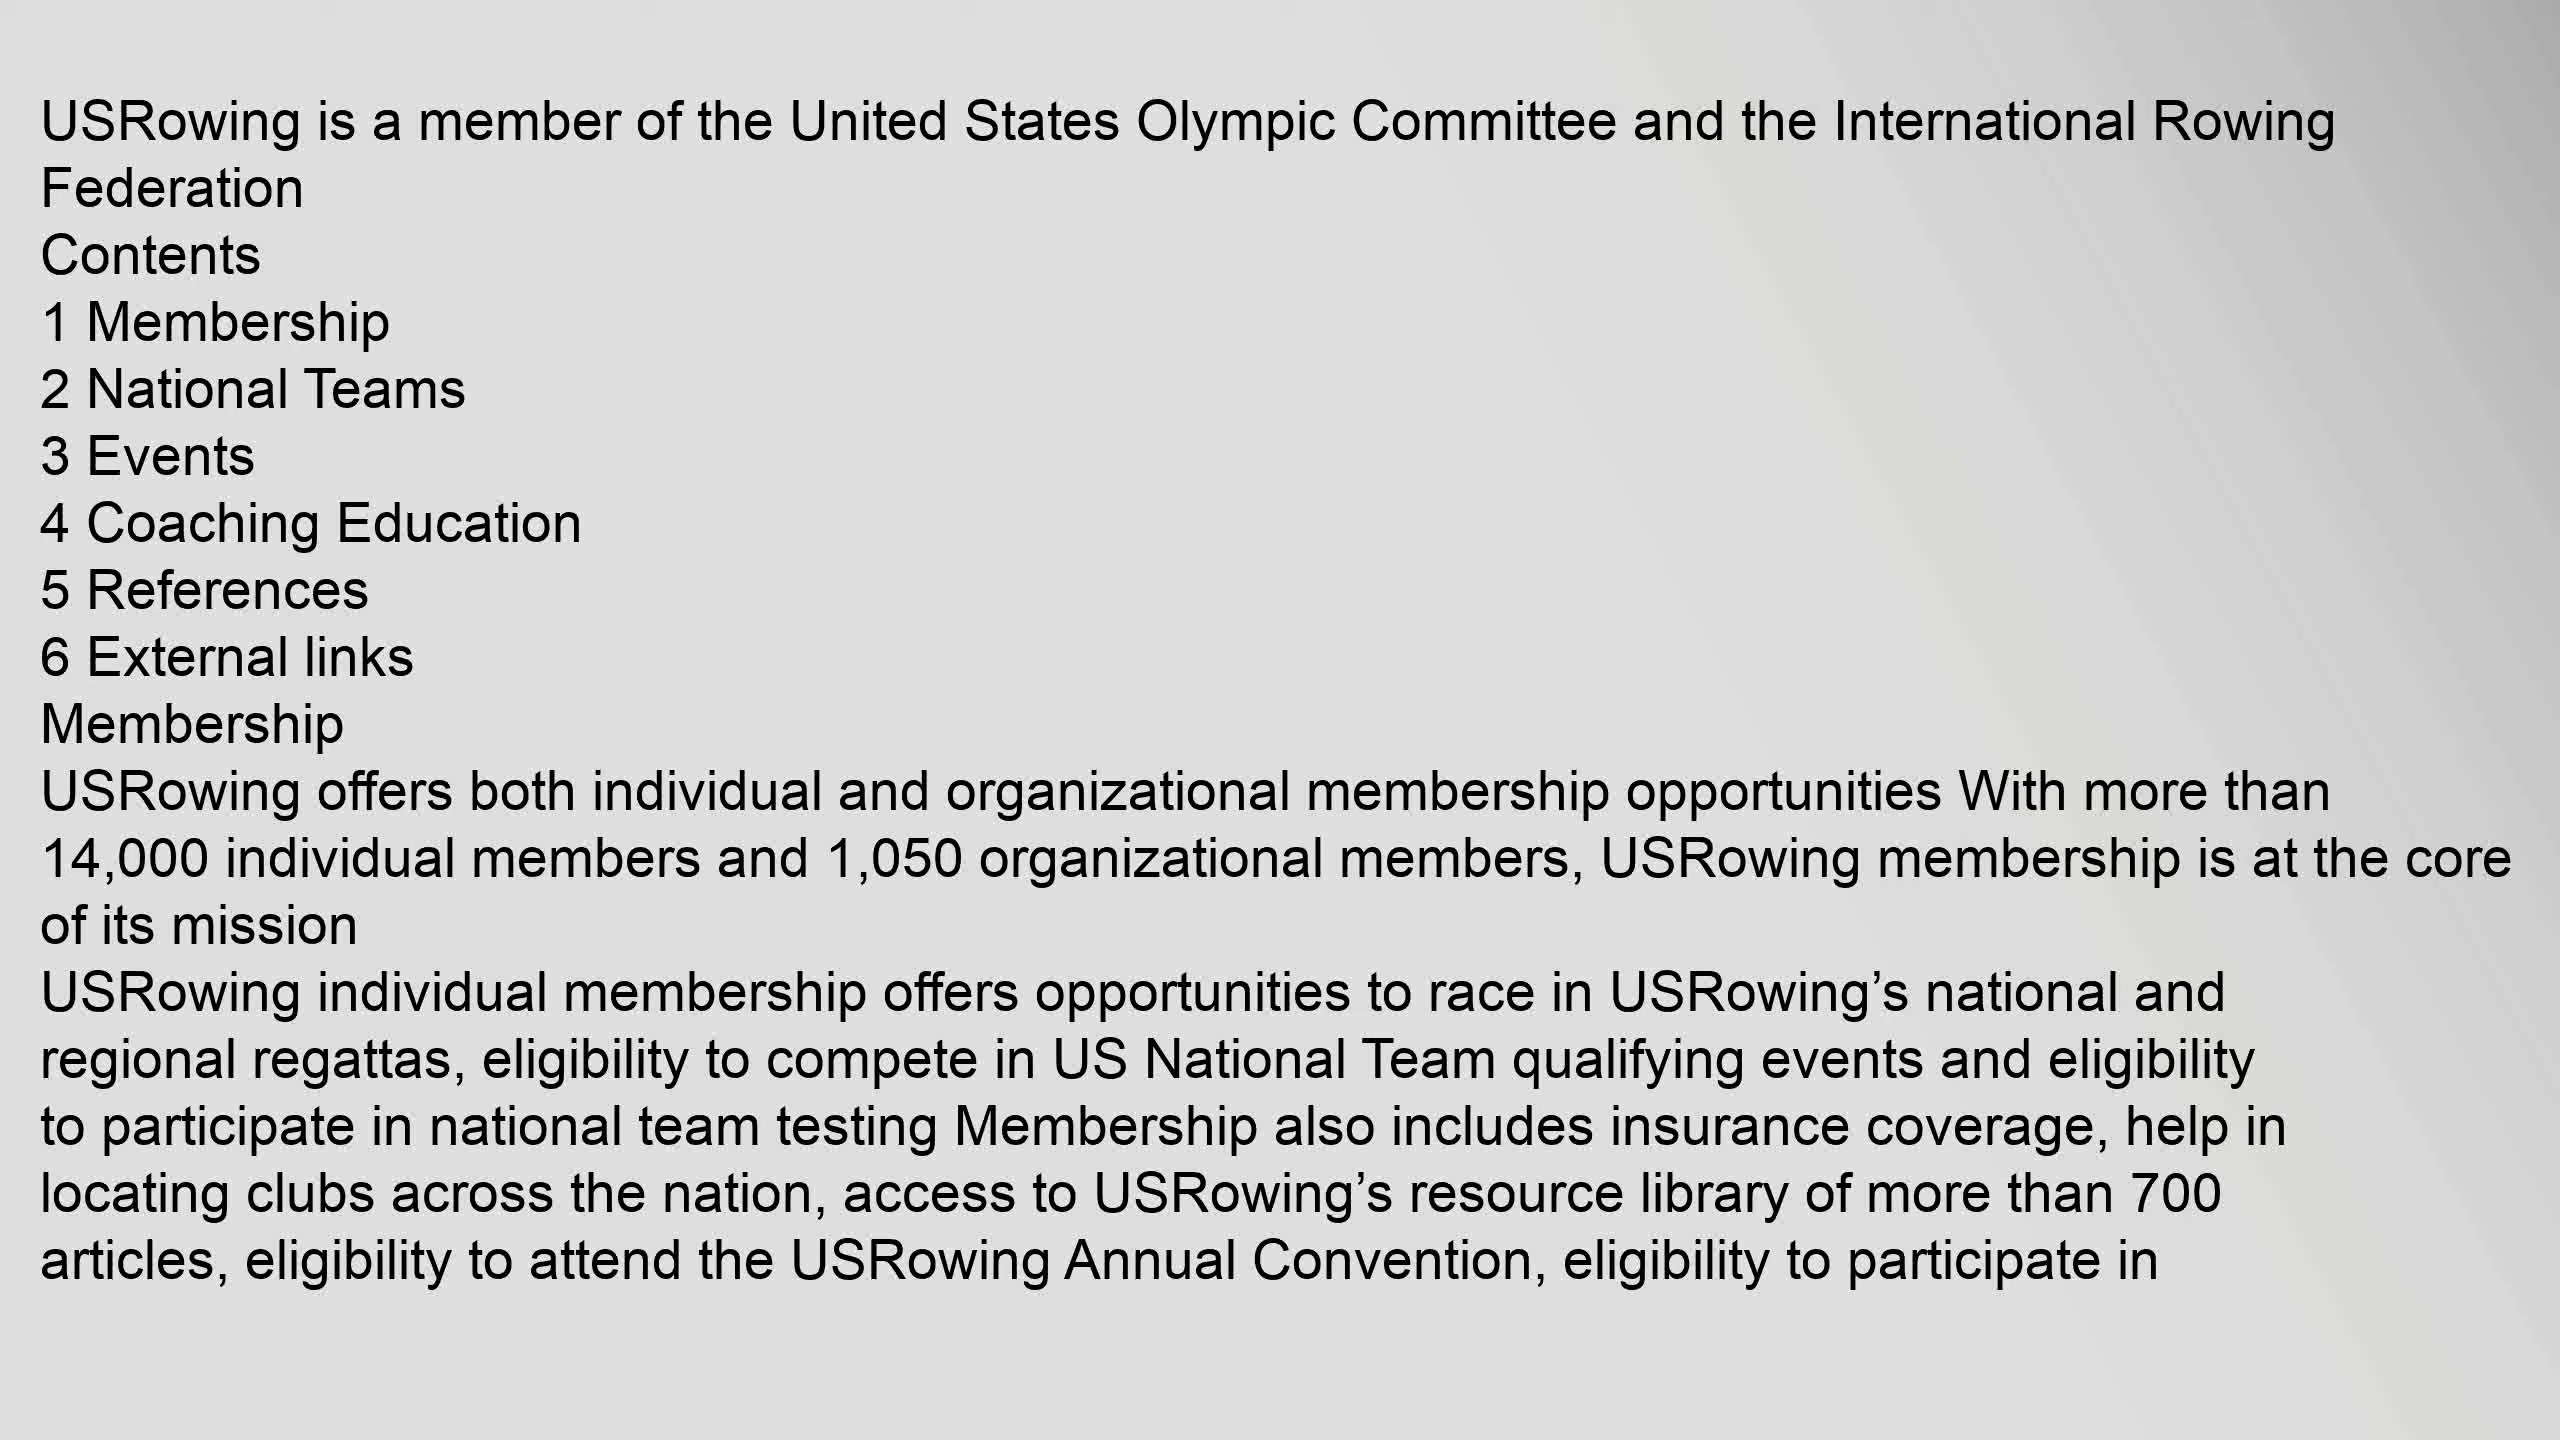 USRowing is a member of the United States Olympic Committee and the International Rowing
Federation
Contents
1 Membership
2 National Teams
3 Events
4 Coaching Education
5 References
6 External links
Membership
USRowing offers both individual and organizational membership opportunities With more than
14,000 individual members and 1,050 organizational members, USRowing membership is at the core
of its mission
USRowing individual membership offers opportunities to race in USRowing’s national and
regional regattas, eligibility to compete in US National Team qualifying events and eligibility
to participate in national team testing Membership also includes insurance coverage, help in
locating clubs across the nation, access to USRowing’s resource library of more than 700
articles, eligibility to attend the USRowing Annual Convention, eligibility to participate in